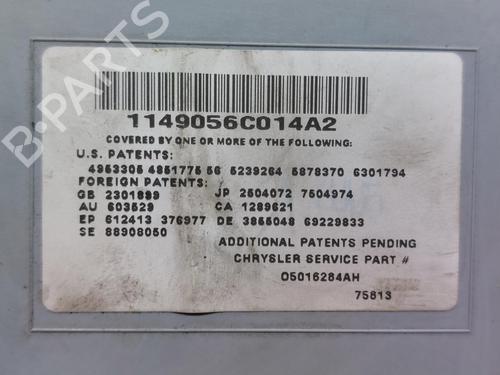 1149056C014A2
COVERED BY ONE OR MORE OF THE FOLLOWING:
U.S. PATENTS:
4953305 4851775 56 5239264 5878370 6301794
FOREIGN PATENTS:
GB 2301939 JP 2504072 7504974
AU 603529 CA 1289621
EP 612413 376977 DE 3855048 69229833
SE 88908050
ADDITIONAL PATENTS PENDING
CHRYSLER SERVICE PART #
05016284AH
75813
B-PARTS